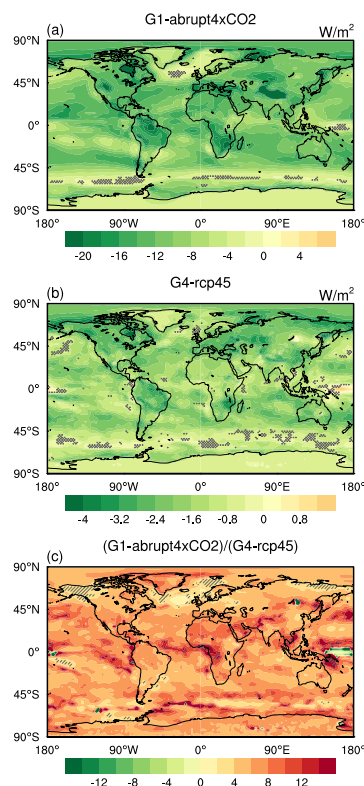 G1-abrupt4xCO2
(a) W/m²
90°N
45°N
0°
45°S
90°S
180° 90°W 0° 90°E 180°
-20 -16 -12 -8 -4 0 4
G4-rcp45
(b) W/m²
90°N
45°N
0°
45°S
90°S
180° 90°W 0° 90°E 180°
-4 -3.2 -2.4 -1.6 -0.8 0 0.8
(G1-abrupt4xCO2)/(G4-rcp45)
(c)
90°N
45°N
0°
45°S
90°S
180° 90°W 0° 90°E 180°
-12 -8 -4 0 4 8 12